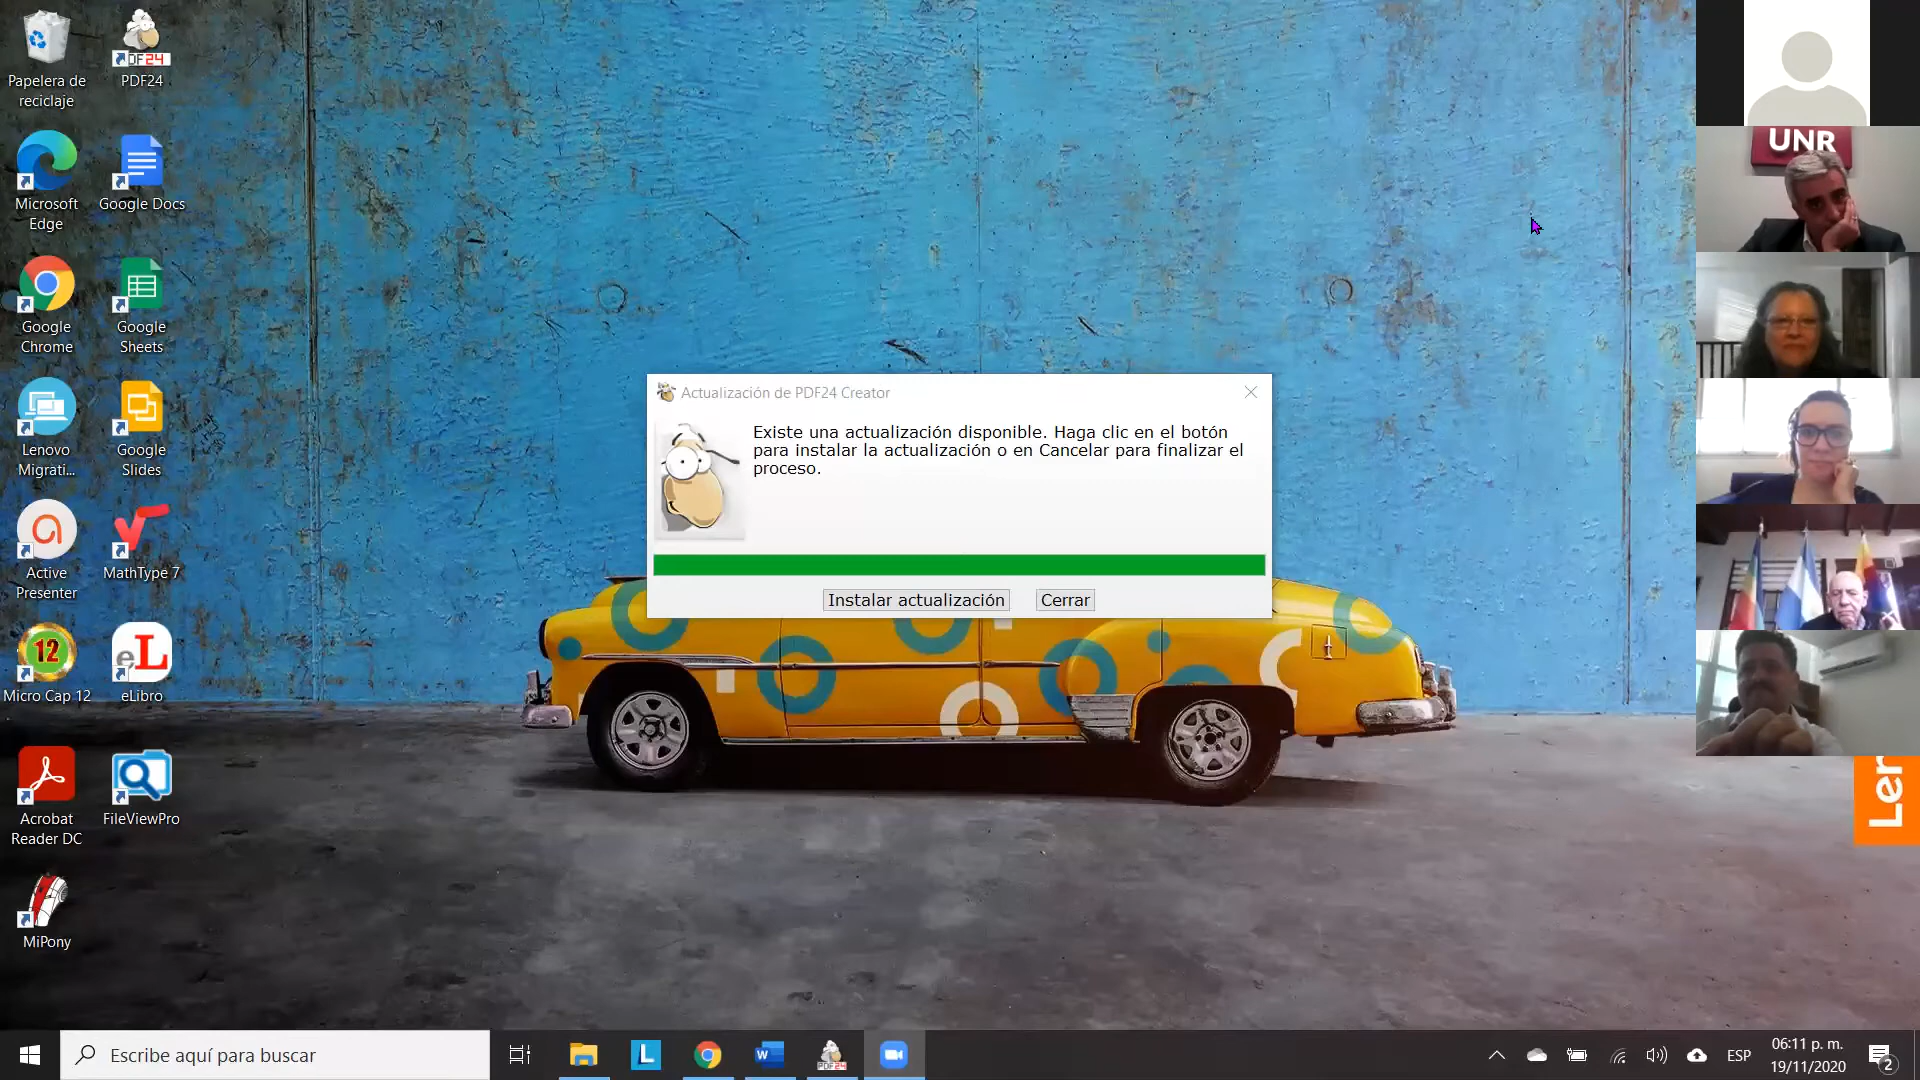 Papelera de
reciclaje
PDF24
Microsoft
Edge
Google Docs
Google
Chrome
Google
Sheets
Lenovo
Migrati...
Google
Slides
Active
Presenter
MathType 7
12
Micro Cap 12
eL
eLibro
Acrobat
Reader DC
FileViewPro
MiPony
Actualización de PDF24 Creator
Existe una actualización disponible. Haga clic en el botón
para instalar la actualización o en Cancelar para finalizar el
proceso.
Instalar actualización
Cerrar
UNR
Len
Escribe aquí para buscar
L
W
PDF24
ESP
06:11 p. m.
19/11/2020
2